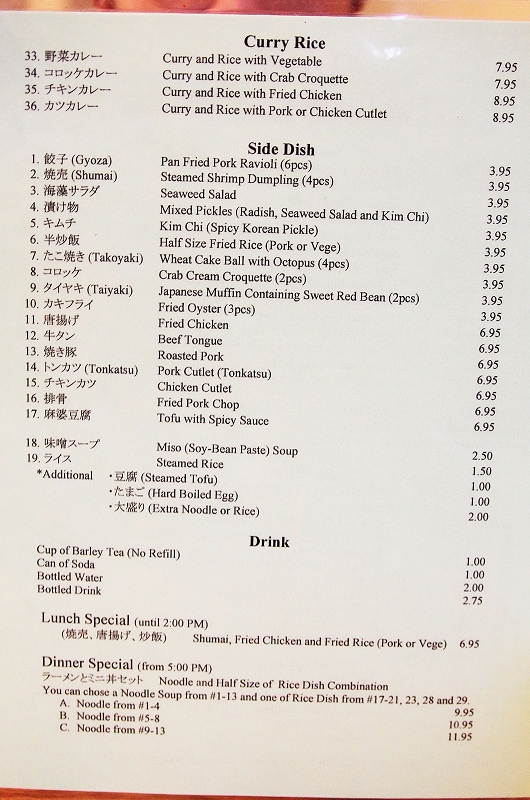 Curry Rice
33. 野菜カレー Curry and Rice with Vegetable 7.95
34. コロッケカレー Curry and Rice with Crab Croquette 7.95
35. チキンカレー Curry and Rice with Fried Chicken 8.95
36. カツカレー Curry and Rice with Pork or Chicken Cutlet 8.95
Side Dish
1. 餃子 (Gyoza) Pan Fried Pork Ravioli (6pcs) 3.95
2. 焼売 (Shumai) Steamed Shrimp Dumpling (4pcs) 3.95
3. 海藻サラダ Seaweed Salad 3.95
4. 漬け物 Mixed Pickles (Radish, Seaweed Salad and Kim Chi) 3.95
5. キムチ Kim Chi (Spicy Korean Pickle) 3.95
6. 半炒飯 Half Size Fried Rice (Pork or Vege) 3.95
7. たこ焼き (Takoyaki) Wheat Cake Ball with Octopus (4pcs) 3.95
8. コロッケ Crab Cream Croquette (2pcs) 3.95
9. タイヤキ (Taiyaki) Japanese Muffin Containing Sweet Red Bean (2pcs) 3.95
10. カキフライ Fried Oyster (3pcs) 3.95
11. 唐揚げ Fried Chicken 6.95
12. 牛タン Beef Tongue 6.95
13. 焼き豚 Roasted Pork 6.95
14. トンカツ (Tonkatsu) Pork Cutlet (Tonkatsu) 6.95
15. チキンカツ Chicken Cutlet 6.95
16. 排骨 Fried Pork Chop 6.95
17. 麻婆豆腐 Tofu with Spicy Sauce 6.95
18. 味噌スープ Miso (Soy-Bean Paste) Soup 2.50
19. ライス Steamed Rice 1.50
*Additional ・豆腐 (Steamed Tofu) 1.00
・たまご (Hard Boiled Egg) 1.00
・大盛り (Extra Noodle or Rice) 2.00
Drink
Cup of Barley Tea (No Refill) 1.00
Can of Soda 1.00
Bottled Water 2.00
Bottled Drink 2.75
Lunch Special (until 2:00 PM)
(焼売、唐揚げ、炒飯) Shumai, Fried Chicken and Fried Rice (Pork or Vege) 6.95
Dinner Special (from 5:00 PM)
ラーメンとミニ丼セット Noodle and Half Size of Rice Dish Combination
You can chose a Noodle Soup from #1-13 and one of Rice Dish from #17-21, 23, 28 and 29.
A. Noodle from #1-4 9.95
B. Noodle from #5-8 10.95
C. Noodle from #9-13 11.95